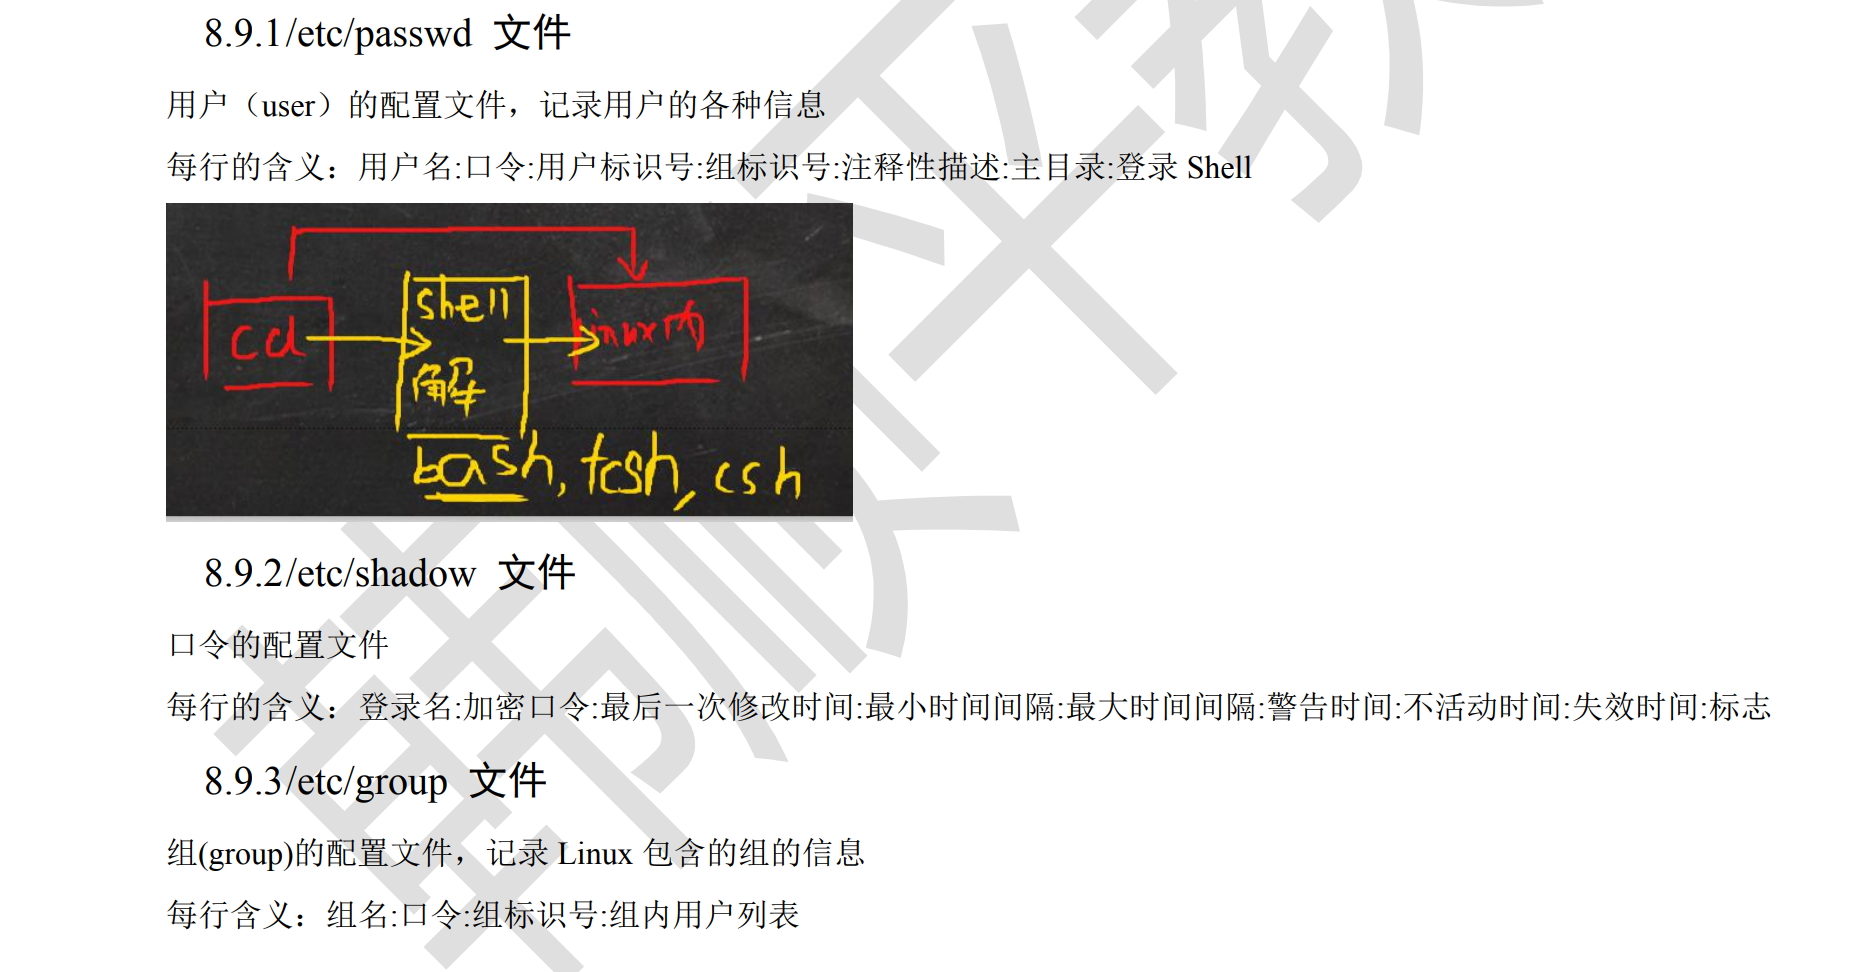 8.9.1/etc/passwd 文件
用户（user）的配置文件，记录用户的各种信息
每行的含义：用户名:口令:用户标识号:组标识号:注释性描述:主目录:登录 Shell
cd shell linux内
解
bash, tcsh, csh
8.9.2/etc/shadow 文件
口令的配置文件
每行的含义：登录名:加密口令:最后一次修改时间:最小时间间隔:最大时间间隔:警告时间:不活动时间:失效时间:标志
8.9.3/etc/group 文件
组(group)的配置文件，记录 Linux 包含的组的信息
每行含义：组名:口令:组标识号:组内用户列表
韩顺平教